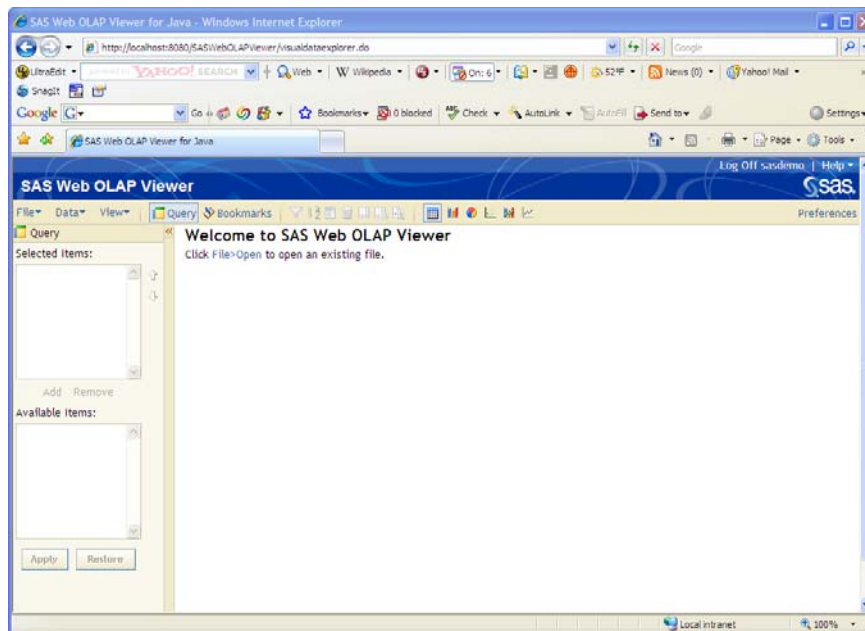 SAS Web OLAP Viewer for Java - Windows Internet Explorer
http://localhost:8080/SASWebOLAPViewer/visualdataexplorer.do
Google
UltraEdit YAHOO! SEARCH Web Wikipedia On: 6 52°F News (0) Yahoo! Mail
SnagIt
Google G Go Bookmarks 0 blocked Check AutoLink AutoFill Send to Settings
SAS Web OLAP Viewer for Java Page Tools
Log Off sasdemo | Help
SAS Web OLAP Viewer sas.
File Data View Query Bookmarks Preferences
Query « Welcome to SAS Web OLAP Viewer
Selected Items: Click File>Open to open an existing file.
Add Remove
Available Items:
Apply Restore
Local intranet 100%